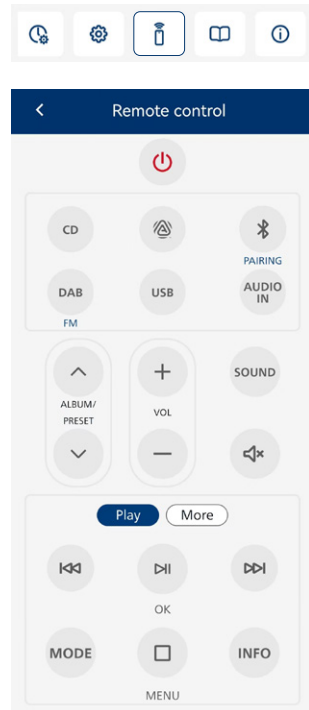 Remote control
CD
PAIRING
DAB
USB
AUDIO
IN
FM
ALBUM/
PRESET
VOL
SOUND
Play
More
OK
MODE
INFO
MENU